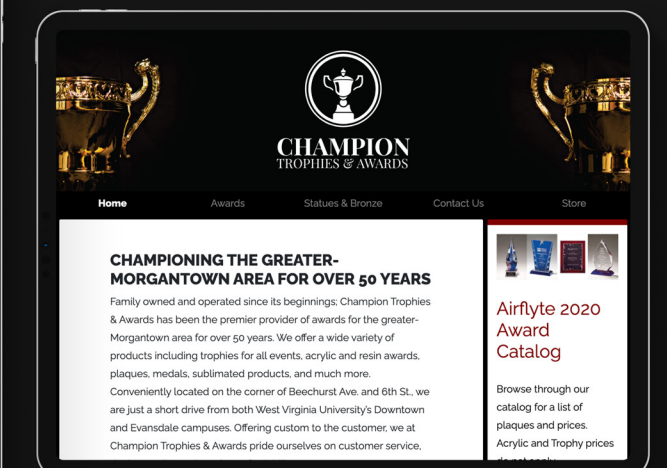 CHAMPION
TROPHIES & AWARDS
Home
Awards
Statues & Bronze
Contact Us
Store
CHAMPIONING THE GREATER-
MORGANTOWN AREA FOR OVER 50 YEARS
Family owned and operated since its beginnings; Champion Trophies
& Awards has been the premier provider of awards for the greater-
Morgantown area for over 50 years. We offer a wide variety of
products including trophies for all events, acrylic and resin awards,
plaques, medals, sublimated products, and much more.
Conveniently located on the corner of Beechurst Ave. and 6th St., we
are just a short drive from both West Virginia University's Downtown
and Evansdale campuses. Offering custom to the customer, we at
Champion Trophies & Awards pride ourselves on customer service,
Airflyte 2020
Award
Catalog
Browse through our
catalog for a list of
plaques and prices.
Acrylic and Trophy prices
do not apply